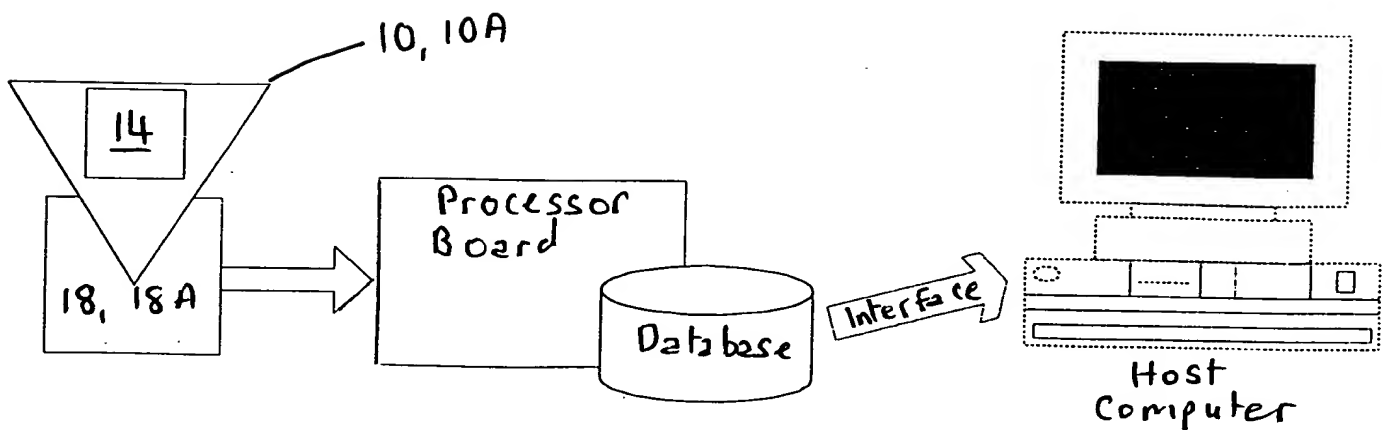 10, 10A
14
18, 18A
Processor
Board
Database
Interface
Host
Computer